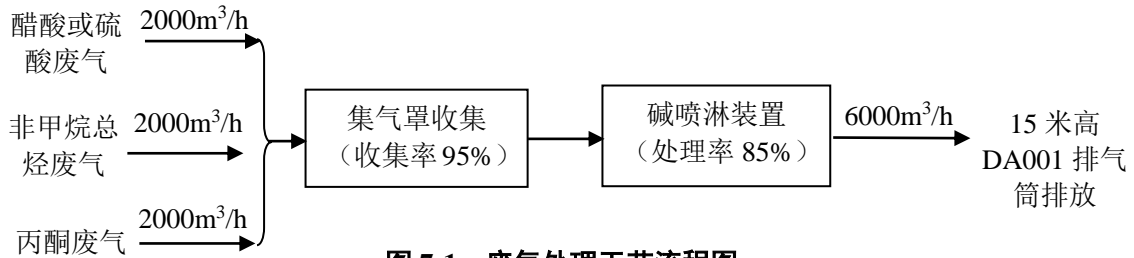 醋酸或硫
酸废气
2000m³/h
非甲烷总
烃废气
2000m³/h
丙酮废气
2000m³/h
集气罩收集
（收集率 95%）
碱喷淋装置
（处理率 85%）
6000m³/h
15 米高
DA001 排气
筒排放
图 7-1 废气处理工艺流程图